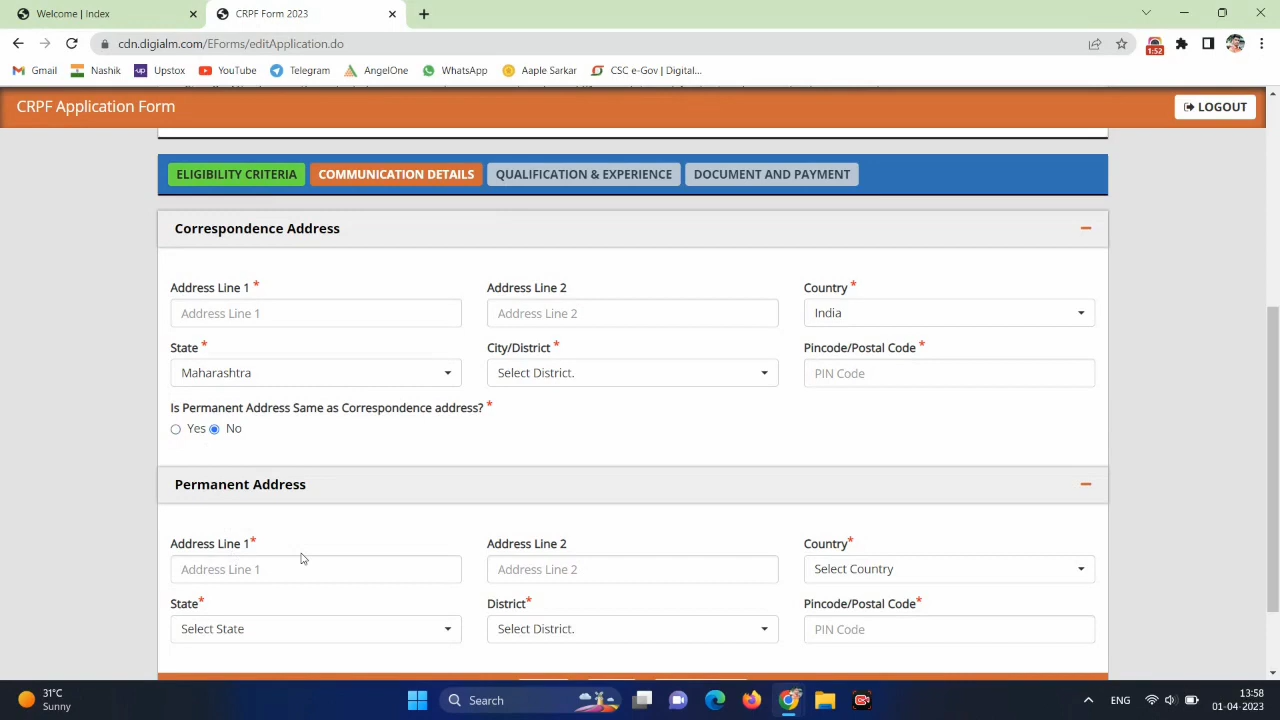 Welcome | Index
CRPF Form 2023
cdn.digialm.com/EForms/editApplication.do
1:52
Gmail
Nashik
up
Upstox
YouTube
Telegram
AngelOne
WhatsApp
Aaple Sarkar
CSC e-Gov | Digital...
CRPF Application Form
LOGOUT
ELIGIBILITY CRITERIA
COMMUNICATION DETAILS
QUALIFICATION & EXPERIENCE
DOCUMENT AND PAYMENT
Correspondence Address
Address Line 1 *
Address Line 2
Country *
Address Line 1
Address Line 2
India
State *
City/District *
Pincode/Postal Code *
Maharashtra
Select District.
PIN Code
Is Permanent Address Same as Correspondence address? *
Yes
No
Permanent Address
Address Line 1*
Address Line 2
Country*
Address Line 1
Address Line 2
Select Country
State*
District*
Pincode/Postal Code*
Select State
Select District.
PIN Code
31°C
Sunny
Search
ENG
13:58
01-04-2023